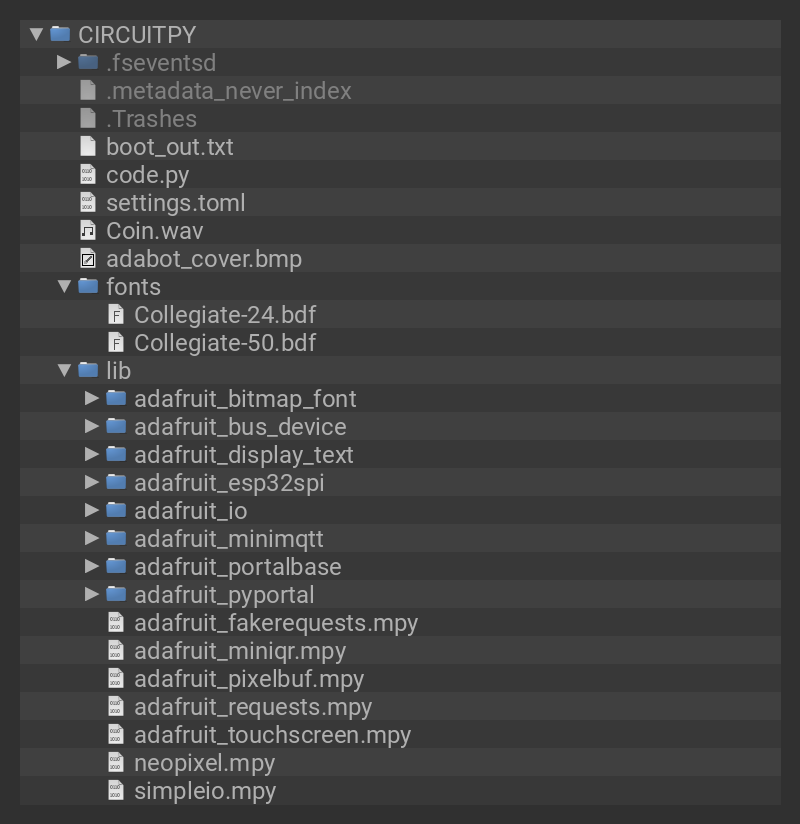 CIRCUITPY
.fseventsd
.metadata_never_index
.Trashes
boot_out.txt
code.py
settings.toml
Coin.wav
adabot_cover.bmp
fonts
Collegiate-24.bdf
Collegiate-50.bdf
lib
adafruit_bitmap_font
adafruit_bus_device
adafruit_display_text
adafruit_esp32spi
adafruit_io
adafruit_minimqtt
adafruit_portalbase
adafruit_pyportal
adafruit_fakerequests.mpy
adafruit_miniqr.mpy
adafruit_pixelbuf.mpy
adafruit_requests.mpy
adafruit_touchscreen.mpy
neopixel.mpy
simpleio.mpy